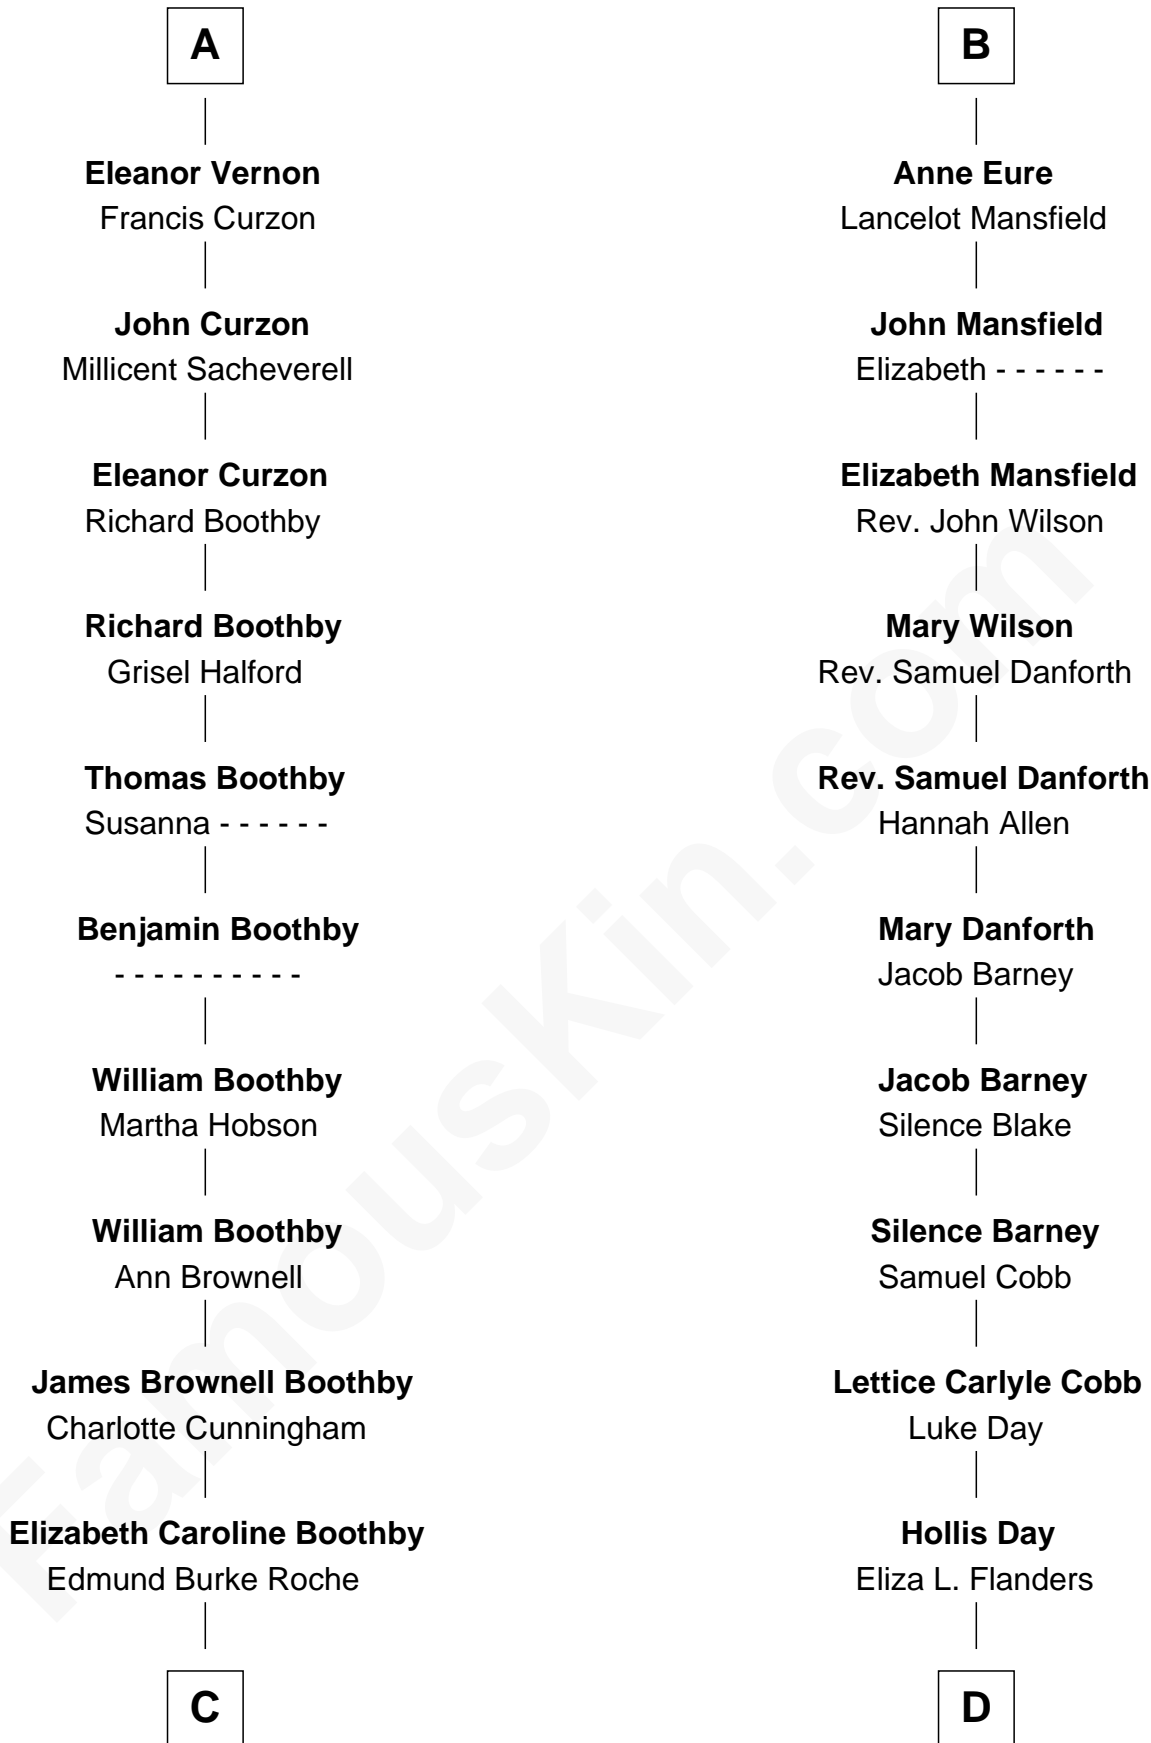 A
Eleanor Vernon
Francis Curzon
John Curzon
Millicent Sacheverell
Eleanor Curzon
Richard Boothby
Richard Boothby
Grisel Halford
Thomas Boothby
Susanna - - - - - -
Benjamin Boothby
- - - - - - - - - -
William Boothby
Martha Hobson
William Boothby
Ann Brownell
James Brownell Boothby
Charlotte Cunningham
Elizabeth Caroline Boothby
Edmund Burke Roche
C
B
Anne Eure
Lancelot Mansfield
John Mansfield
Elizabeth - - - - - -
Elizabeth Mansfield
Rev. John Wilson
Mary Wilson
Rev. Samuel Danforth
Rev. Samuel Danforth
Hannah Allen
Mary Danforth
Jacob Barney
Jacob Barney
Silence Blake
Silence Barney
Samuel Cobb
Lettice Carlyle Cobb
Luke Day
Hollis Day
Eliza L. Flanders
D
FamousKin.com